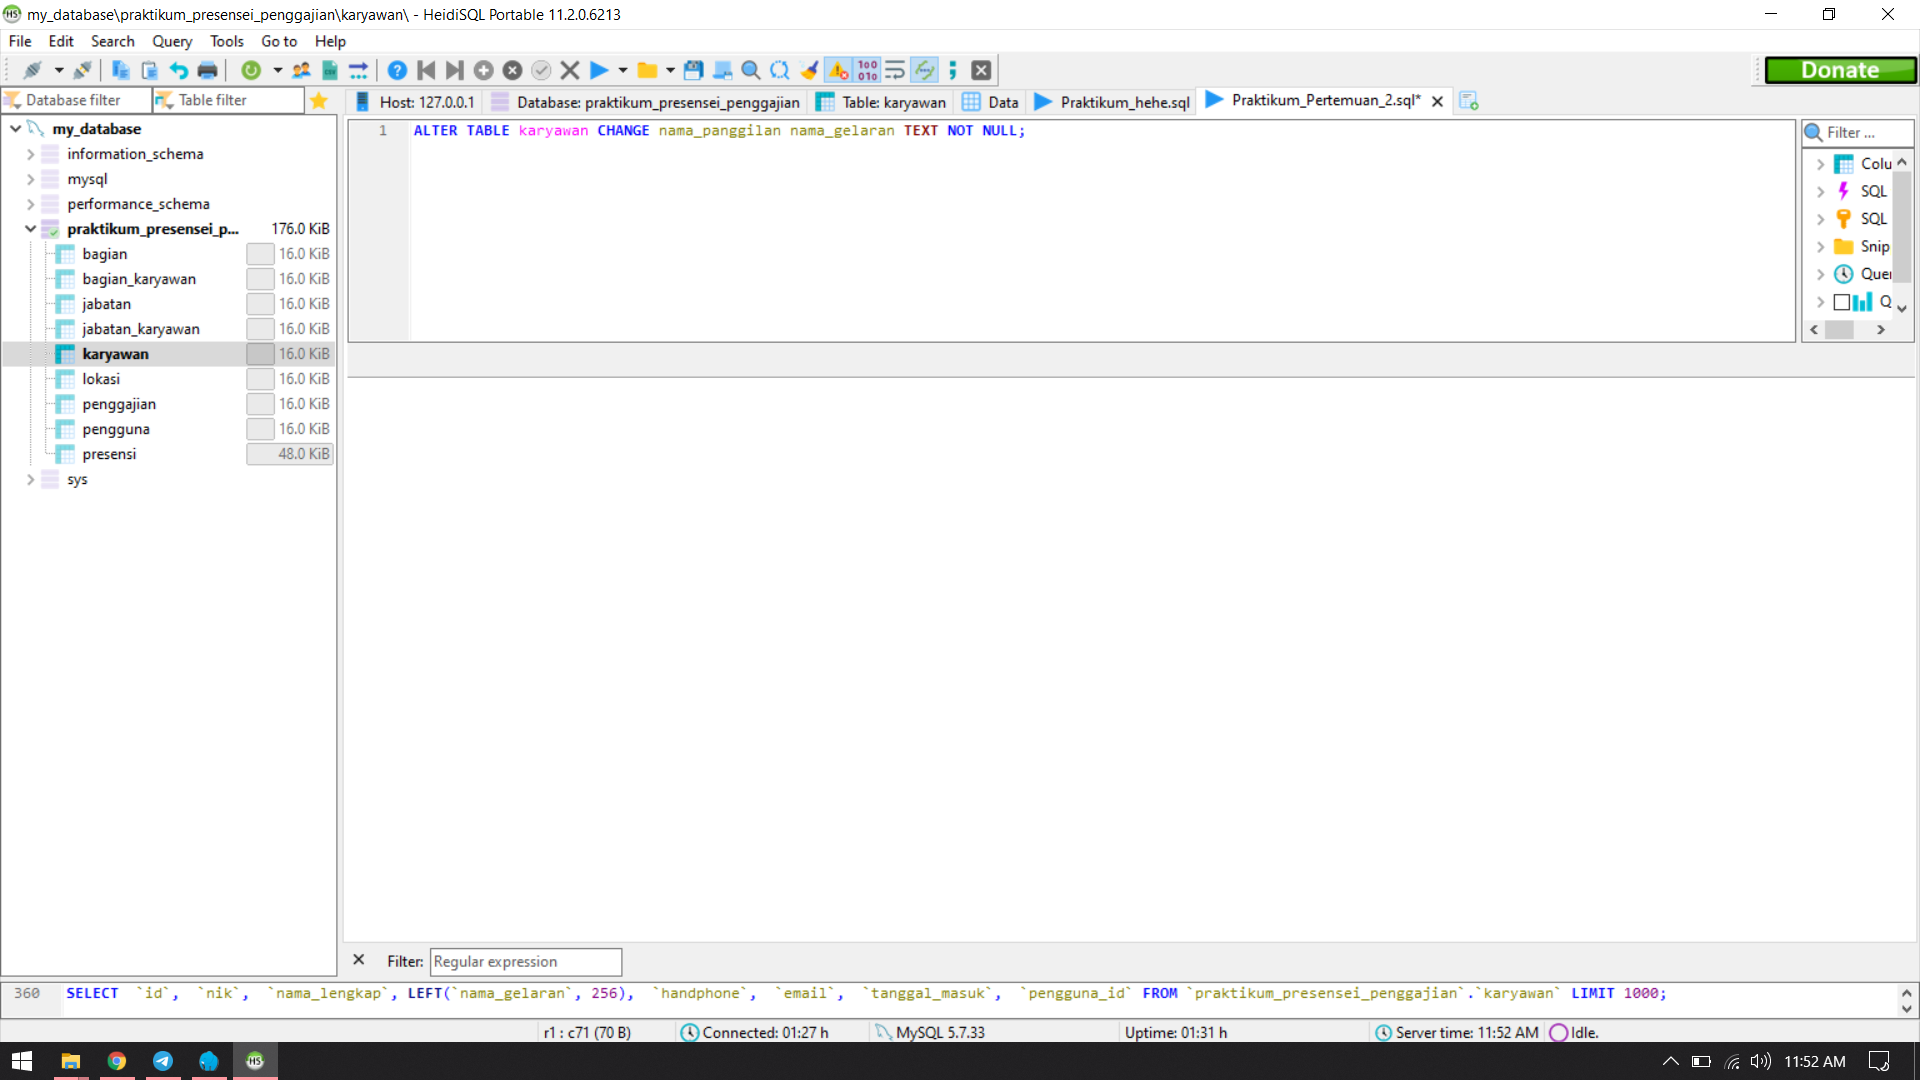 my_database\praktikum_presensei_penggajian\karyawan\ - HeidiSQL Portable 11.2.0.6213
File Edit Search Query Tools Go to Help
Donate
Database filter Table filter
Host: 127.0.0.1 Database: praktikum_presensei_penggajian Table: karyawan Data Praktikum_hehe.sql Praktikum_Pertemuan_2.sql*
my_database
information_schema
mysql
performance_schema
praktikum_presensei_p... 176.0 KiB
bagian 16.0 KiB
bagian_karyawan 16.0 KiB
jabatan 16.0 KiB
jabatan_karyawan 16.0 KiB
karyawan 16.0 KiB
lokasi 16.0 KiB
penggajian 16.0 KiB
pengguna 16.0 KiB
presensi 48.0 KiB
sys
1 ALTER TABLE karyawan CHANGE nama_panggilan nama_gelaran TEXT NOT NULL;
Filter ...
Colu
SQL
SQL
Snip
Quer
Q
Filter: Regular expression
360 SELECT `id`, `nik`, `nama_lengkap`, LEFT(`nama_gelaran`, 256), `handphone`, `email`, `tanggal_masuk`, `pengguna_id` FROM `praktikum_presensei_penggajian`.`karyawan` LIMIT 1000;
r1 : c71 (70 B) Connected: 01:27 h MySQL 5.7.33 Uptime: 01:31 h Server time: 11:52 AM Idle.
HS 11:52 AM